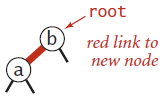 root
b
red link to
new node
a